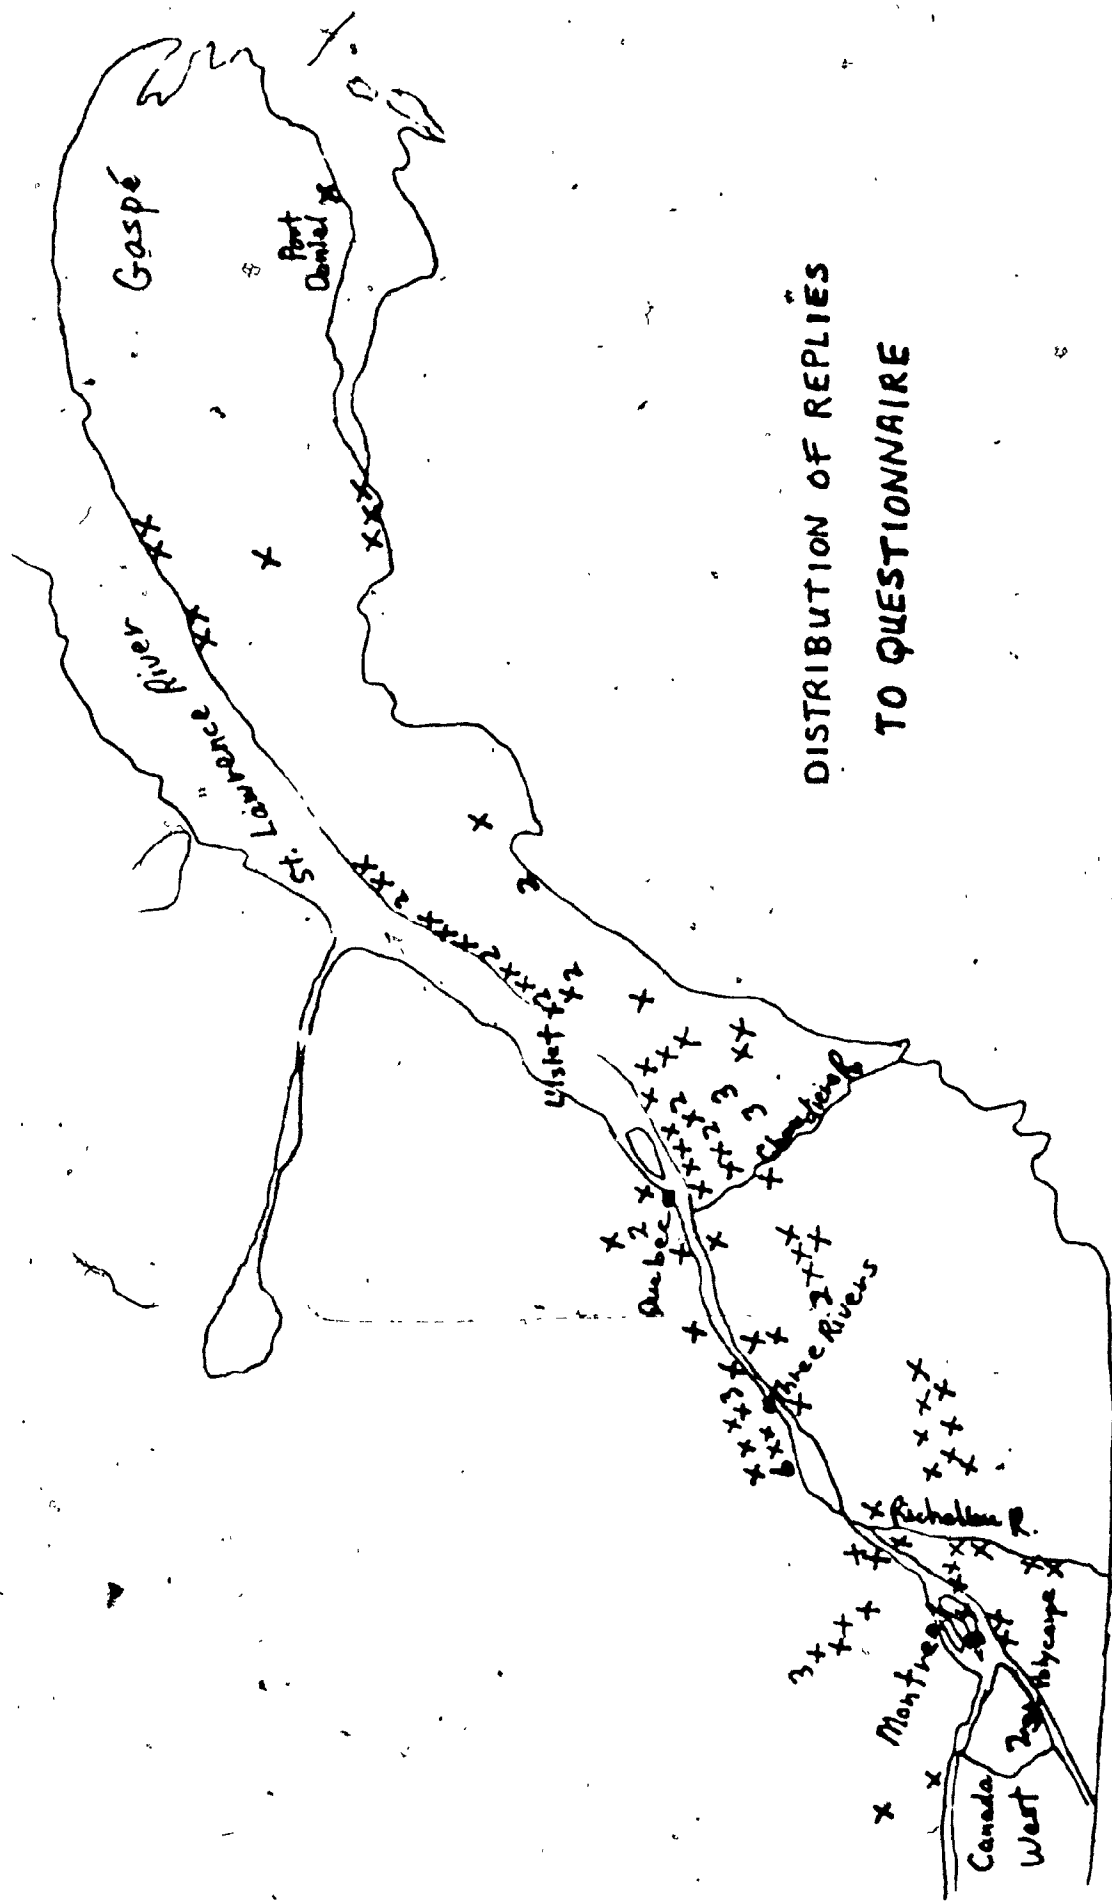 DISTRIBUTION OF REPLIES
TO QUESTIONNAIRE
Gaspé
Port
Daniel
St. Lawrence River
L'Islet
Chaudière R.
Quebec
Three Rivers
Richelieu R.
Montreal
Polycarpe
Canada
West